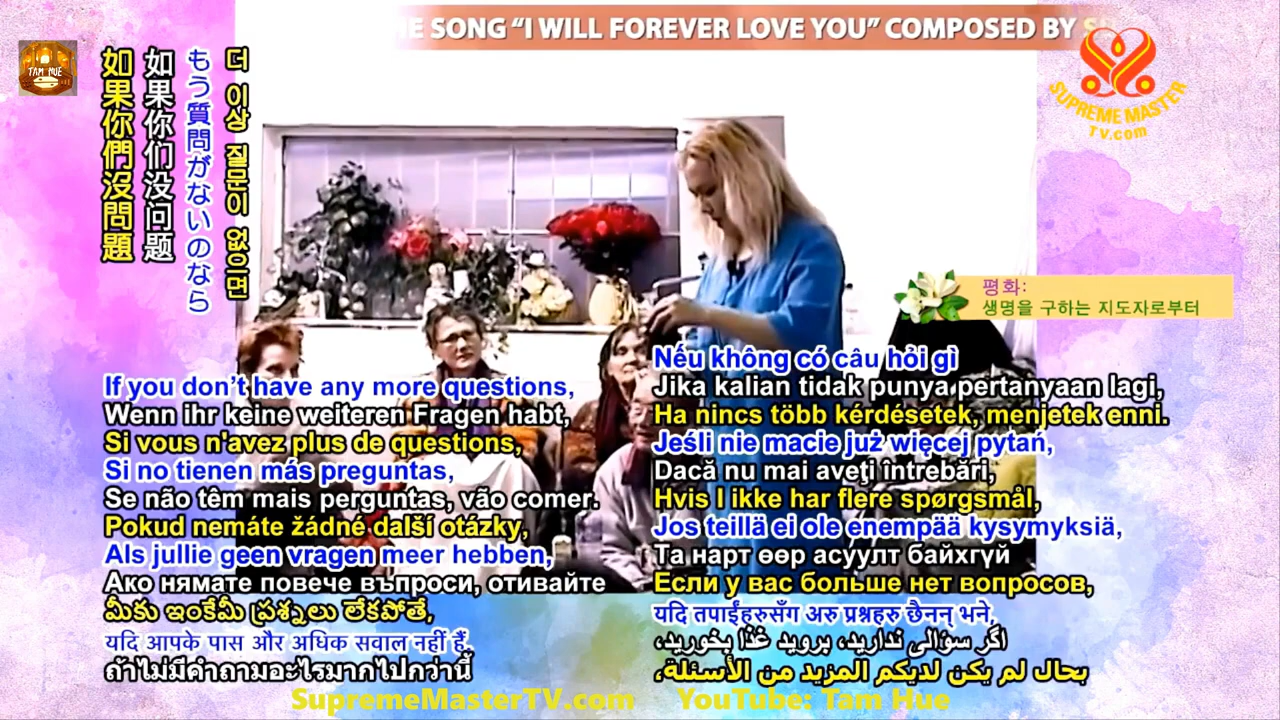 E SONG “I WILL FOREVER LOVE YOU” COMPOSED BY
TAM HUE
SUPREME MASTER
TV.com
더 이상 질문이 없으면
もう質問がないのなら
如果你们没问题
如果你們沒問題
평화:
생명을 구하는 지도자로부터
If you don’t have any more questions,
Wenn ihr keine weiteren Fragen habt,
Si vous n'avez plus de questions,
Si no tienen más preguntas,
Se não têm mais perguntas, vão comer.
Pokud nemáte žádné další otázky,
Als jullie geen vragen meer hebben,
Ако нямате повече въпроси, отивайте
మీకు ఇంకేమీ ప్రశ్నలు లేకపోతే,
यदि आपके पास और अधिक सवाल नहीं हैं,
ถ้าไม่มีคำถามอะไรมากไปกว่านี้
Nếu không có câu hỏi gì
Jika kalian tidak punya pertanyaan lagi,
Ha nincs több kérdésetek, menjetek enni.
Jeśli nie macie już więcej pytań,
Dacă nu mai aveţi întrebări,
Hvis I ikke har flere spørgsmål,
Jos teillä ei ole enempää kysymyksiä,
Та нарт өөр асуулт байхгүй
Если у вас больше нет вопросов,
यदि तपाईंहरुसँग अरु प्रश्नहरु छैनन् भने,
اگر سؤالی ندارید، بروید غذا بخورید،
بحال لم يكن لديكم المزيد من الأسئلة،
SupremeMasterTV.com YouTube: Tam Hue